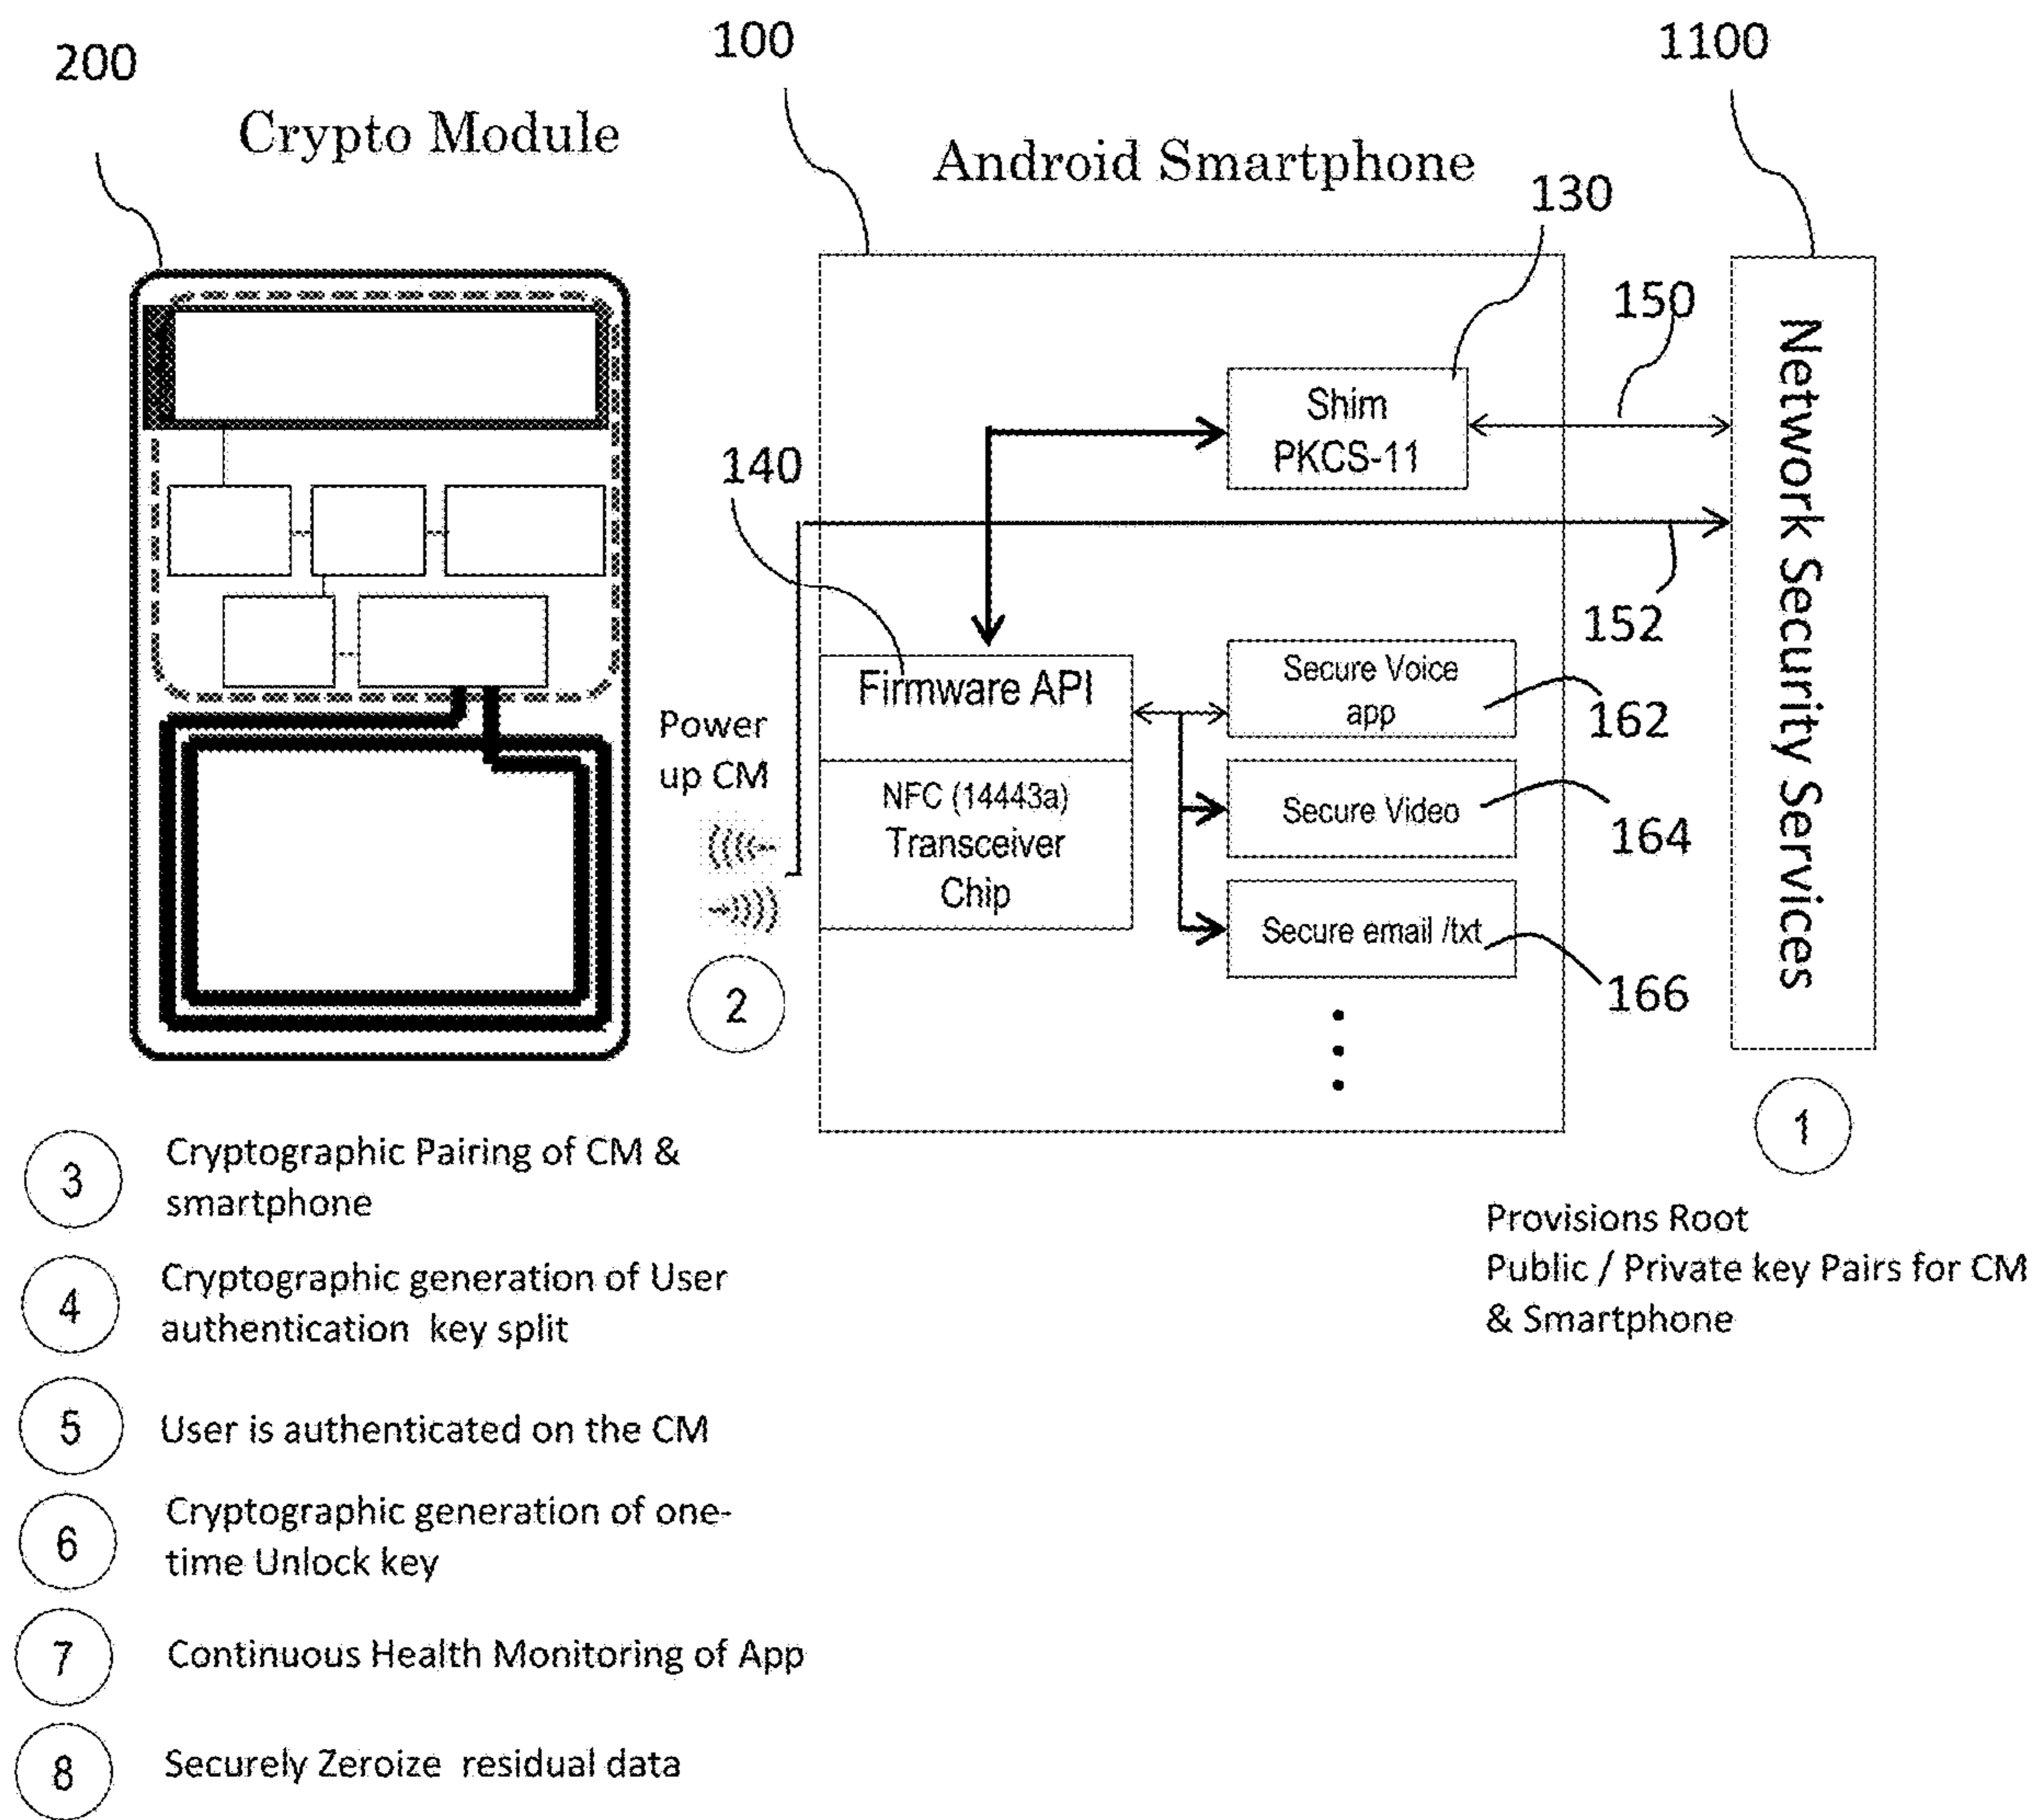 200
100
1100
Crypto Module
Android Smartphone
130
150
Shim
PKCS-11
140
152
Network Security Services
Firmware API
Secure Voice
app
162
Power
up CM
NFC (14443a)
Transceiver
Chip
Secure Video
164
Secure email /txt
166
2
1
Provisions Root
Public / Private key Pairs for CM
& Smartphone
3
Cryptographic Pairing of CM &
smartphone
4
Cryptographic generation of User
authentication key split
5
User is authenticated on the CM
6
Cryptographic generation of one-
time Unlock key
7
Continuous Health Monitoring of App
8
Securely Zeroize residual data